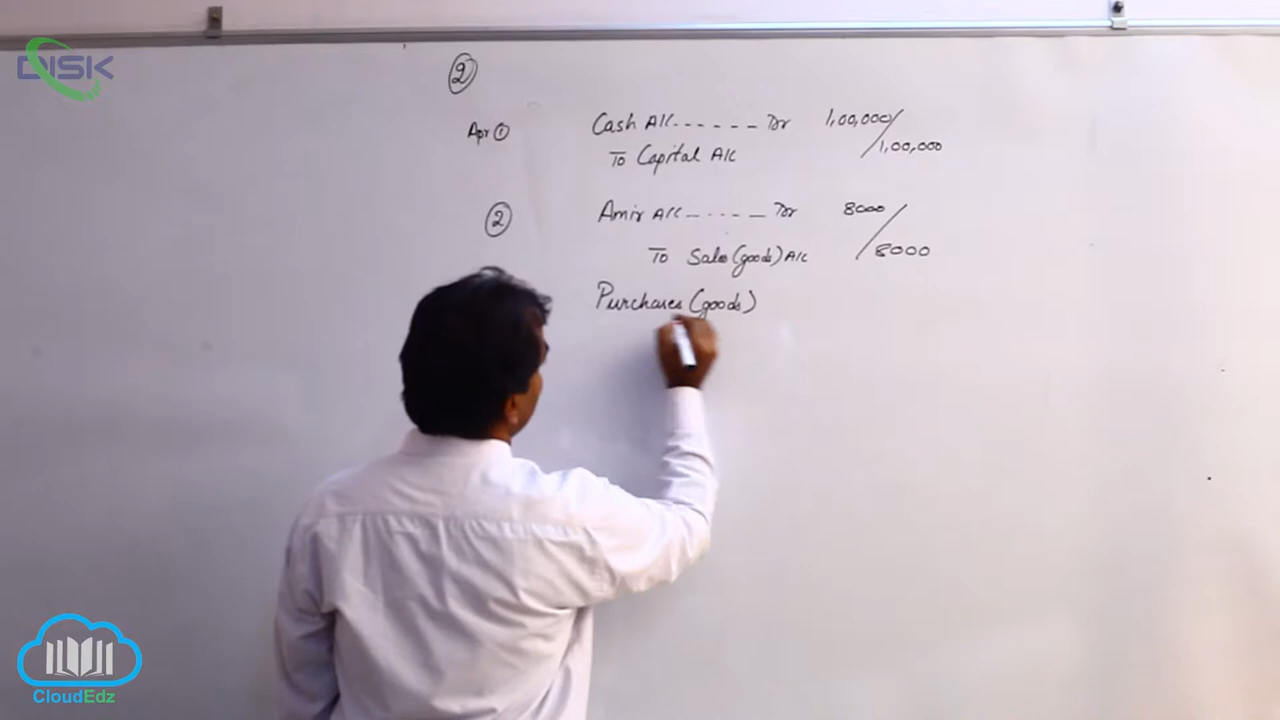 DISK
2
Apr 1 Cash A/C------Dr 1,00,000/
To Capital A/C /1,00,000
2 Amir A/C------Dr 8000/
To Sales(goods)A/C /8000
Purchases(goods)
CloudEdz